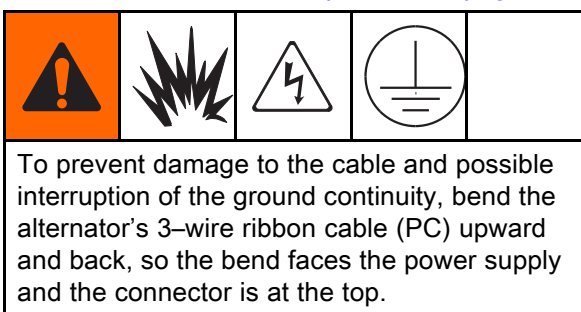 To prevent damage to the cable and possible
interruption of the ground continuity, bend the
alternator’s 3–wire ribbon cable (PC) upward
and back, so the bend faces the power supply
and the connector is at the top.